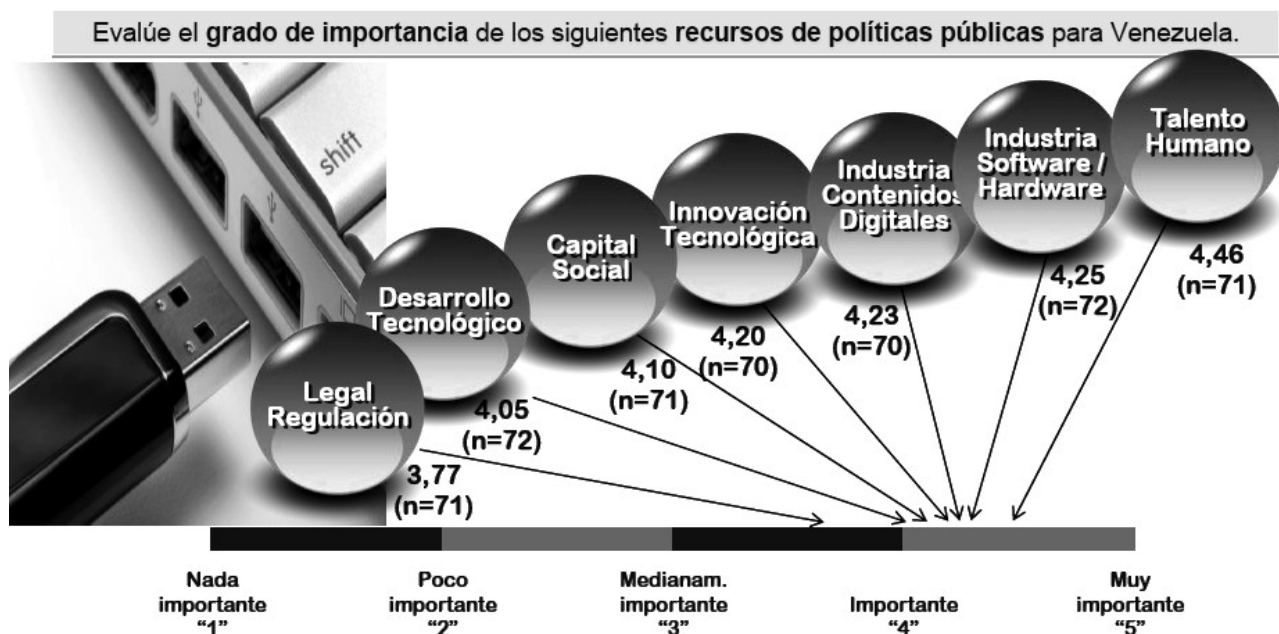 Evalúe el grado de importancia de los siguientes recursos de políticas públicas para Venezuela.
shift
Talento
Humano
4,46
(n=71)
Industria
Software /
Hardware
4,25
(n=72)
Industria
Contenidos
Digitales
4,23
(n=70)
Innovación
Tecnológica
4,20
(n=70)
Capital
Social
4,10
(n=71)
Desarrollo
Tecnológico
4,05
(n=72)
Legal
Regulación
3,77
(n=71)
Nada
importante
“1”
Poco
importante
“2”
Medianam.
importante
“3”
Importante
“4”
Muy
importante
“5”